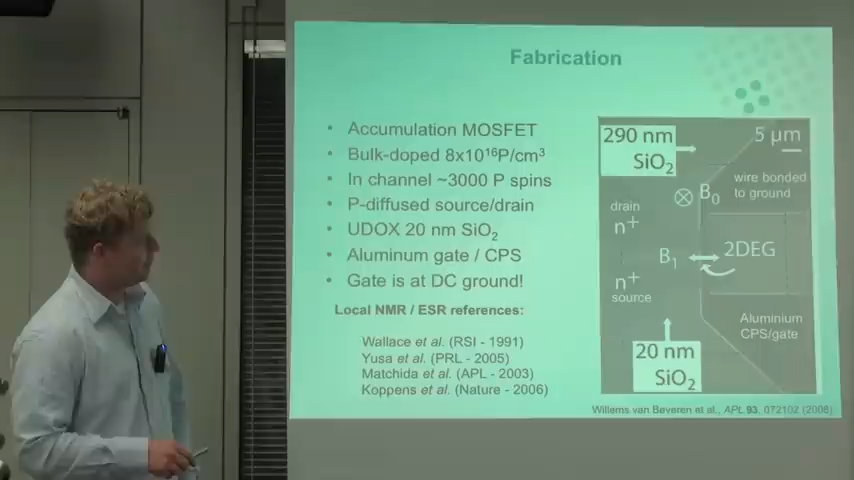 Fabrication
• Accumulation MOSFET
• Bulk-doped 8x10¹⁶P/cm³
• In channel ~3000 P spins
• P-diffused source/drain
• UDOX 20 nm SiO₂
• Aluminum gate / CPS
• Gate is at DC ground!
Local NMR / ESR references:
Wallace et al. (RSI - 1991)
Yusa et al. (PRL - 2005)
Matchida et al. (APL - 2003)
Koppens et al. (Nature - 2006)
290 nm
SiO₂
5 µm
wire bonded
to ground
B₀
drain
n⁺
B₁
2DEG
n⁺
source
Aluminium
CPS/gate
20 nm
SiO₂
Willems van Beveren et al., APL 93, 072102 (2008)